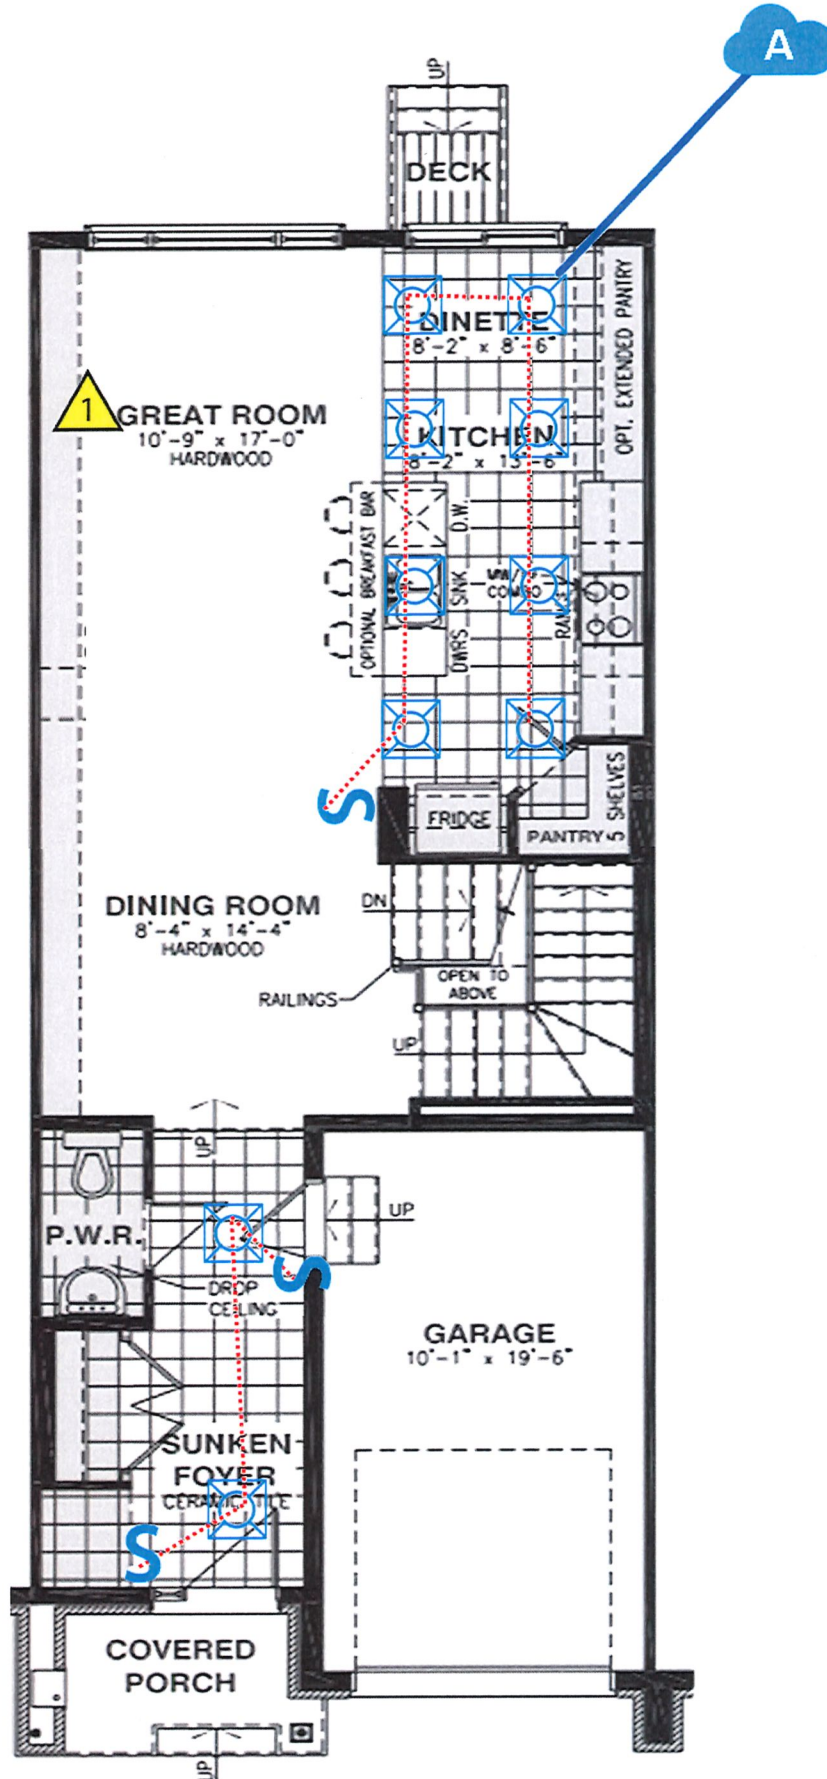 A
UP
DECK
DINETTE
8'-2" x 8'-6"
OPT. EXTENDED PANTRY
1
GREAT ROOM
10'-9" x 17'-0"
HARDWOOD
KITCHEN
8'-2" x 13'-6"
OPTIONAL BREAKFAST BAR
D.W.
SINK
DWRS
S
FRIDGE
PANTRY
5 SHELVES
DINING ROOM
8'-4" x 14'-4"
HARDWOOD
DN
OPEN TO
ABOVE
RAILINGS
UP
UP
UP
P.W.R.
S
DROP
CEILING
GARAGE
10'-1" x 19'-6"
SUNKEN
FOYER
CERAMIC TILE
S
COVERED
PORCH
UP